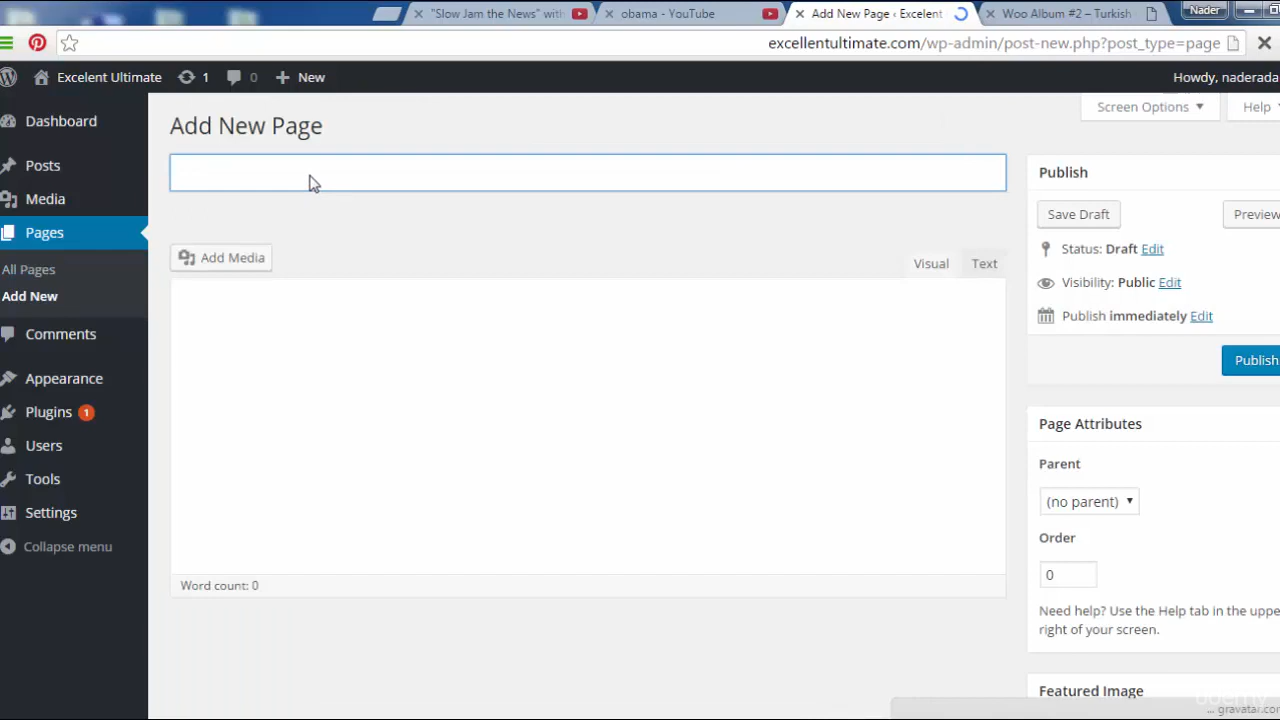 "Slow Jam the News" with
obama - YouTube
Add New Page ‹ Excelent
Woo Album #2 – Turkish
Nader
excellentultimate.com/wp-admin/post-new.php?post_type=page
Excelent Ultimate
1
0
New
Howdy, naderada
Dashboard
Posts
Media
Pages
All Pages
Add New
Comments
Appearance
Plugins 1
Users
Tools
Settings
Collapse menu
Screen Options
Help
Add New Page
Add Media
Visual
Text
Word count: 0
Publish
Save Draft
Preview
Status: Draft Edit
Visibility: Public Edit
Publish immediately Edit
Publish
Page Attributes
Parent
(no parent)
Order
0
Need help? Use the Help tab in the uppe
right of your screen.
Featured Image
udemy
... gravatar.com